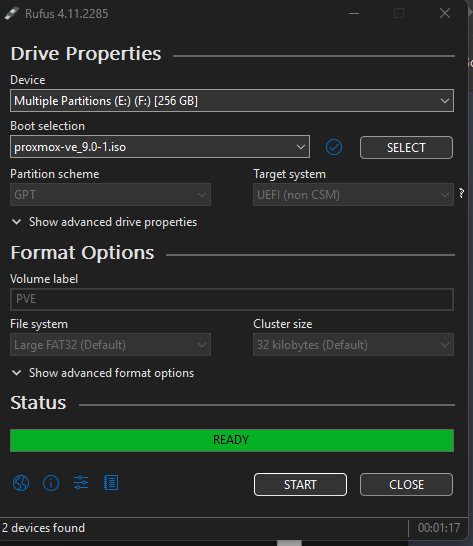 Rufus 4.11.2285
Drive Properties
Device
Multiple Partitions (E:) (F:) [256 GB]
Boot selection
proxmox-ve_9.0-1.iso
SELECT
Partition scheme
Target system
GPT
UEFI (non CSM)
?
Show advanced drive properties
Format Options
Volume label
PVE
File system
Cluster size
Large FAT32 (Default)
32 kilobytes (Default)
Show advanced format options
Status
READY
START
CLOSE
2 devices found
00:01:17